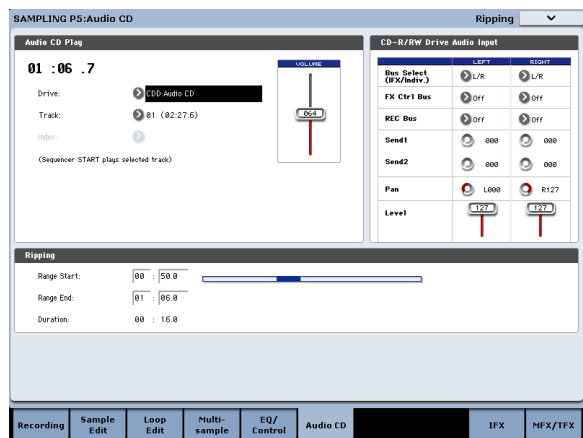 SAMPLING P5:Audio CD
Ripping
Audio CD Play
01 :06 .7
Drive:
CDD:Audio CD
Track:
01 (02:27.6)
Index:
(Sequencer START plays selected track)
VOLUME
064
CD-R/RW Drive Audio Input
LEFT RIGHT
Bus Select (IFX/Indiv.) L/R L/R
FX Ctrl Bus Off Off
REC Bus Off Off
Send1 000 000
Send2 000 000
Pan L000 R127
Level 127 127
Ripping
Range Start: 00 : 50.0
Range End: 01 : 06.0
Duration: 00 : 16.0
Recording
Sample Edit
Loop Edit
Multi-sample
EQ/Control
Audio CD
IFX
MFX/TFX